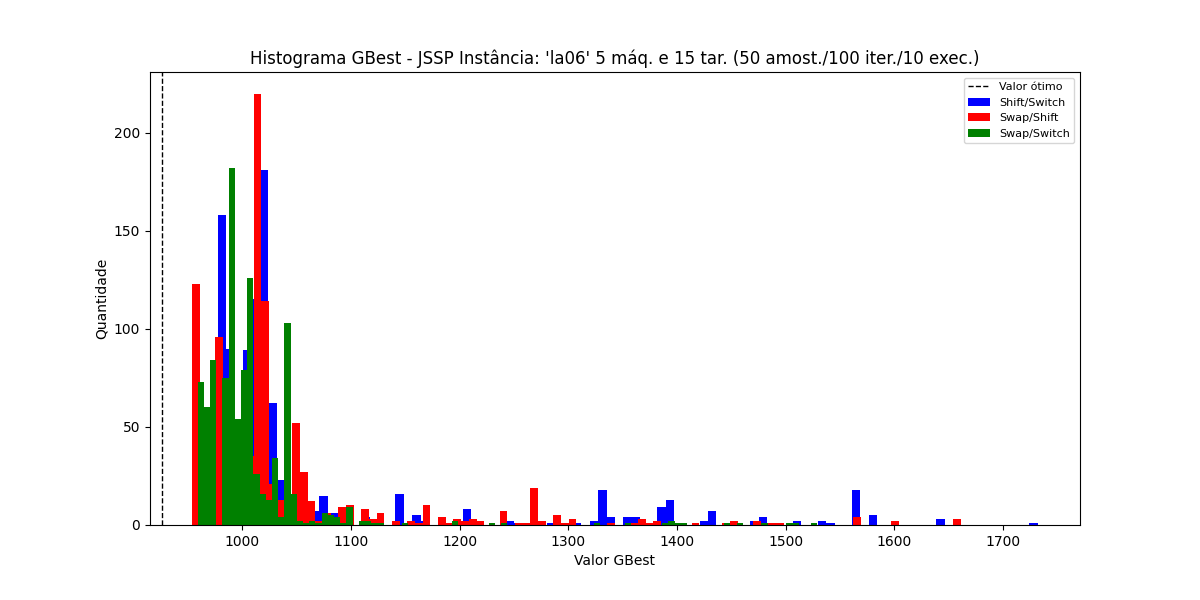 Histograma GBest - JSSP Instância: 'la06' 5 máq. e 15 tar. (50 amost./100 iter./10 exec.)
Valor ótimo
Shift/Switch
Swap/Shift
Swap/Switch
Quantidade
200
150
100
50
0
1000 1100 1200 1300 1400 1500 1600 1700
Valor GBest